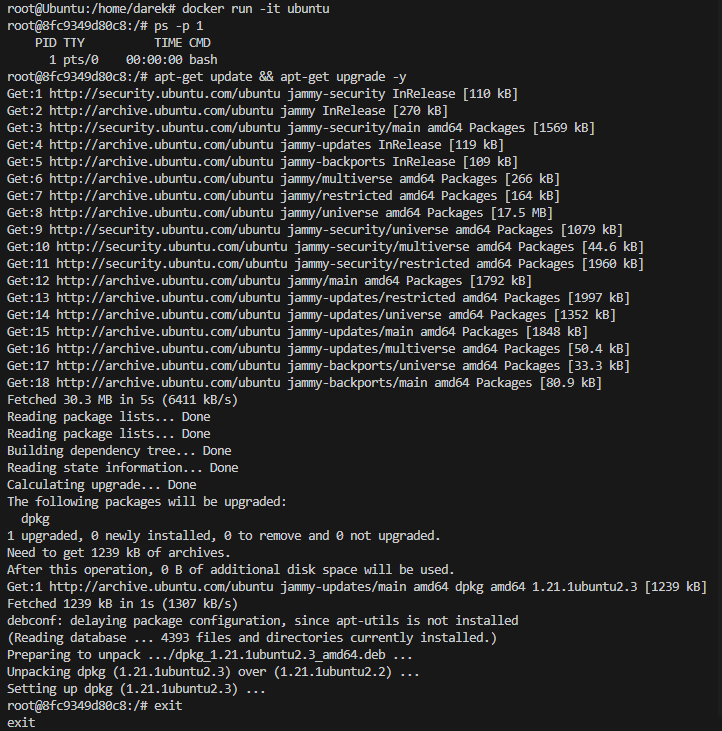 root@Ubuntu:/home/darek# docker run -it ubuntu
root@8fc9349d80c8:/# ps -p 1
    PID TTY          TIME CMD
      1 pts/0    00:00:00 bash
root@8fc9349d80c8:/# apt-get update && apt-get upgrade -y
Get:1 http://security.ubuntu.com/ubuntu jammy-security InRelease [110 kB]
Get:2 http://archive.ubuntu.com/ubuntu jammy InRelease [270 kB]
Get:3 http://security.ubuntu.com/ubuntu jammy-security/main amd64 Packages [1569 kB]
Get:4 http://archive.ubuntu.com/ubuntu jammy-updates InRelease [119 kB]
Get:5 http://archive.ubuntu.com/ubuntu jammy-backports InRelease [109 kB]
Get:6 http://archive.ubuntu.com/ubuntu jammy/multiverse amd64 Packages [266 kB]
Get:7 http://archive.ubuntu.com/ubuntu jammy/restricted amd64 Packages [164 kB]
Get:8 http://archive.ubuntu.com/ubuntu jammy/universe amd64 Packages [17.5 MB]
Get:9 http://security.ubuntu.com/ubuntu jammy-security/universe amd64 Packages [1079 kB]
Get:10 http://security.ubuntu.com/ubuntu jammy-security/multiverse amd64 Packages [44.6 kB]
Get:11 http://security.ubuntu.com/ubuntu jammy-security/restricted amd64 Packages [1960 kB]
Get:12 http://archive.ubuntu.com/ubuntu jammy/main amd64 Packages [1792 kB]
Get:13 http://archive.ubuntu.com/ubuntu jammy-updates/restricted amd64 Packages [1997 kB]
Get:14 http://archive.ubuntu.com/ubuntu jammy-updates/universe amd64 Packages [1352 kB]
Get:15 http://archive.ubuntu.com/ubuntu jammy-updates/main amd64 Packages [1848 kB]
Get:16 http://archive.ubuntu.com/ubuntu jammy-updates/multiverse amd64 Packages [50.4 kB]
Get:17 http://archive.ubuntu.com/ubuntu jammy-backports/universe amd64 Packages [33.3 kB]
Get:18 http://archive.ubuntu.com/ubuntu jammy-backports/main amd64 Packages [80.9 kB]
Fetched 30.3 MB in 5s (6411 kB/s)
Reading package lists... Done
Reading package lists... Done
Building dependency tree... Done
Reading state information... Done
Calculating upgrade... Done
The following packages will be upgraded:
  dpkg
1 upgraded, 0 newly installed, 0 to remove and 0 not upgraded.
Need to get 1239 kB of archives.
After this operation, 0 B of additional disk space will be used.
Get:1 http://archive.ubuntu.com/ubuntu jammy-updates/main amd64 dpkg amd64 1.21.1ubuntu2.3 [1239 kB]
Fetched 1239 kB in 1s (1307 kB/s)
debconf: delaying package configuration, since apt-utils is not installed
(Reading database ... 4393 files and directories currently installed.)
Preparing to unpack .../dpkg_1.21.1ubuntu2.3_amd64.deb ...
Unpacking dpkg (1.21.1ubuntu2.3) over (1.21.1ubuntu2.2) ...
Setting up dpkg (1.21.1ubuntu2.3) ...
root@8fc9349d80c8:/# exit
exit